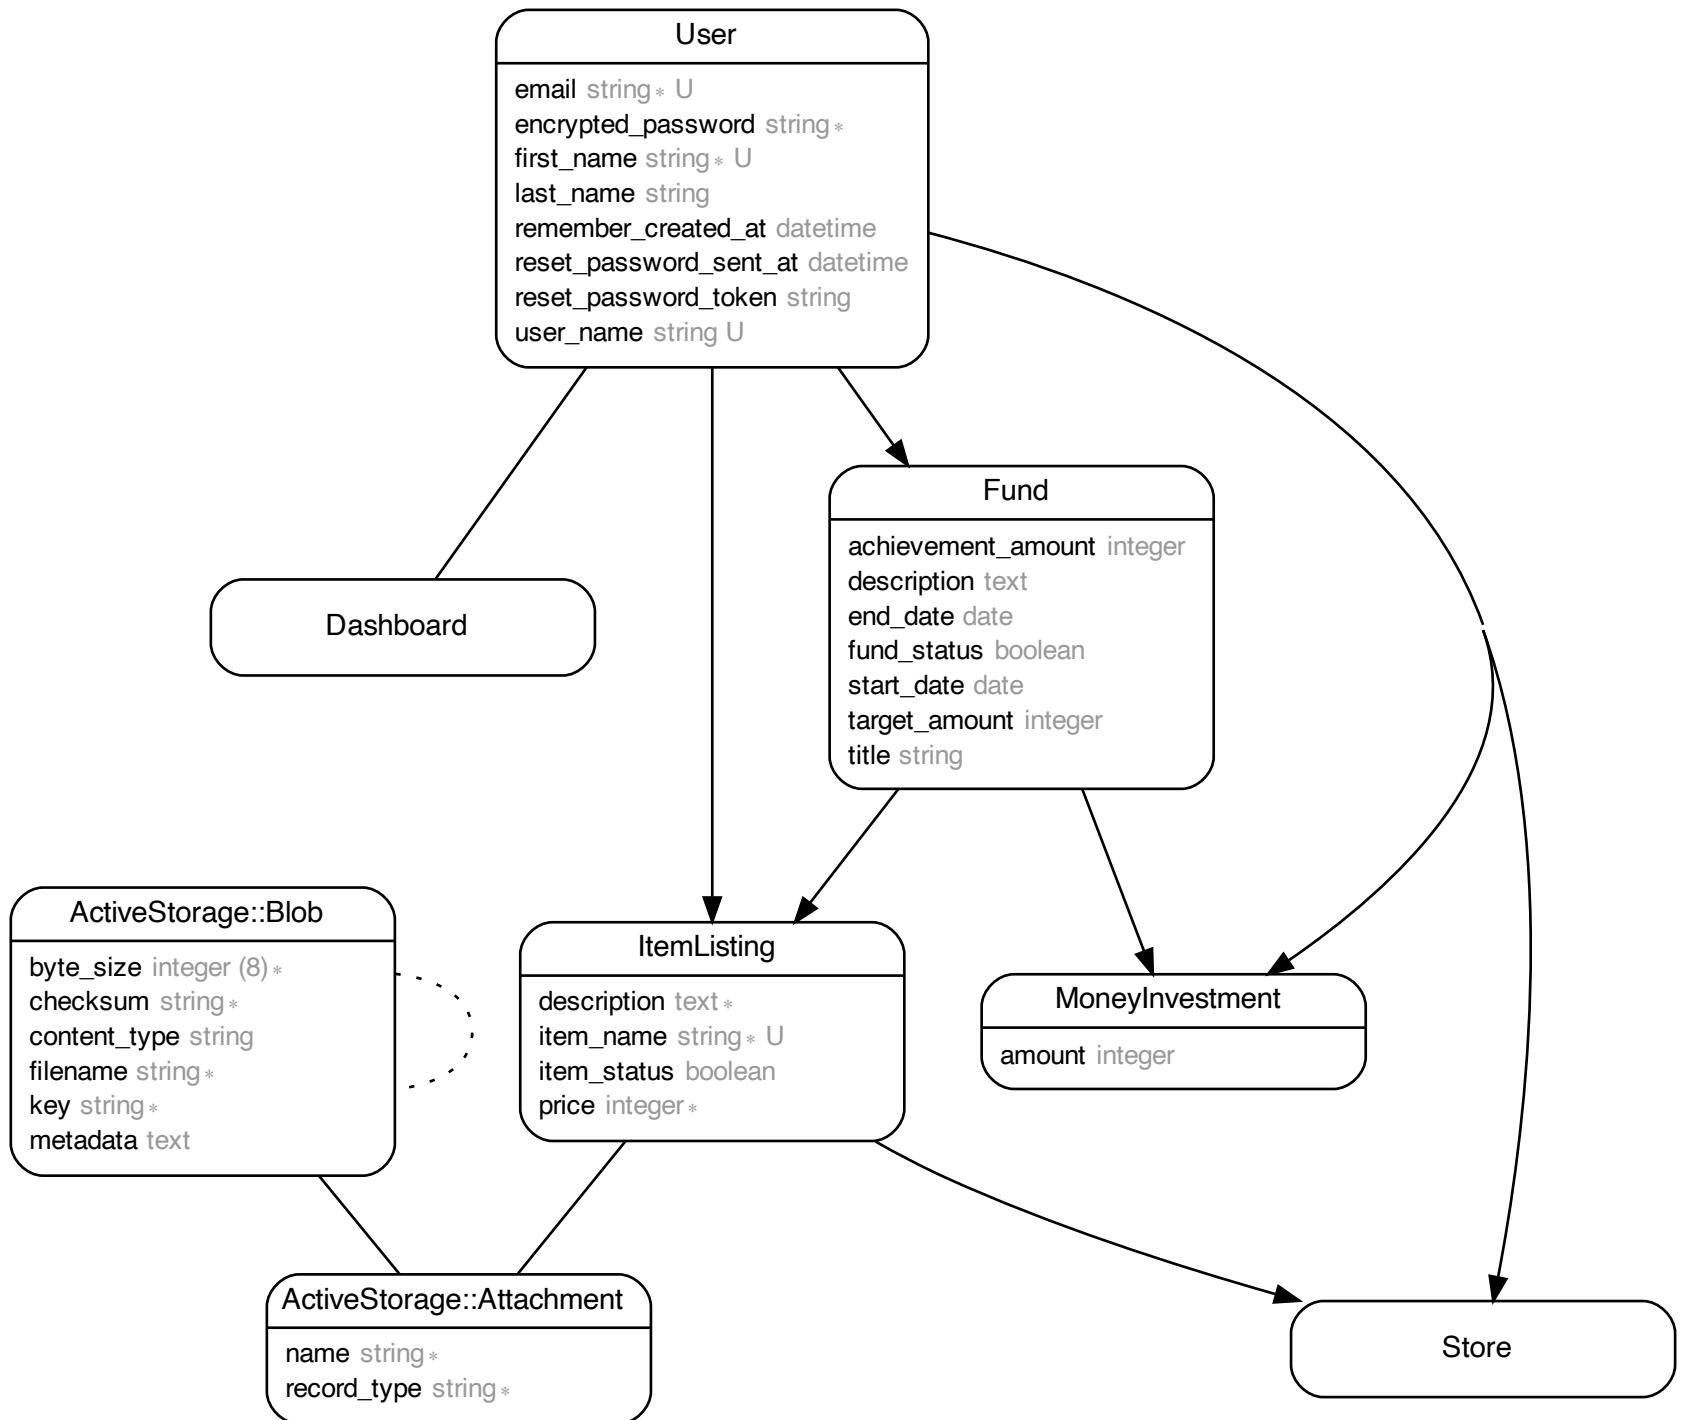 User
email string* U
encrypted_password string*
first_name string* U
last_name string
remember_created_at datetime
reset_password_sent_at datetime
reset_password_token string
user_name string U
Fund
achievement_amount integer
description text
end_date date
fund_status boolean
start_date date
target_amount integer
title string
Dashboard
ActiveStorage::Blob
byte_size integer (8)*
checksum string*
content_type string
filename string*
key string*
metadata text
ItemListing
description text*
item_name string* U
item_status boolean
price integer*
MoneyInvestment
amount integer
ActiveStorage::Attachment
name string*
record_type string*
Store